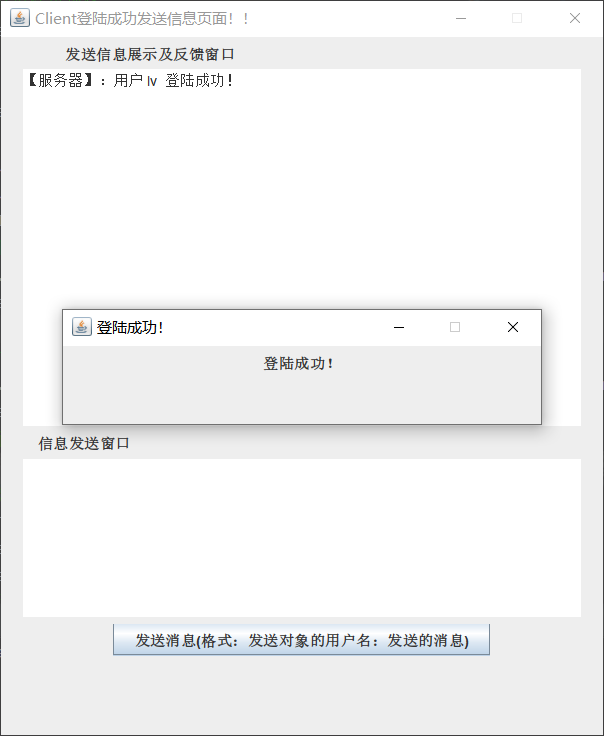 Client登陆成功发送信息页面！！
发送信息展示及反馈窗口
【服务器】：用户 lv 登陆成功！
登陆成功！
登陆成功！
信息发送窗口
发送消息(格式：发送对象的用户名：发送的消息)